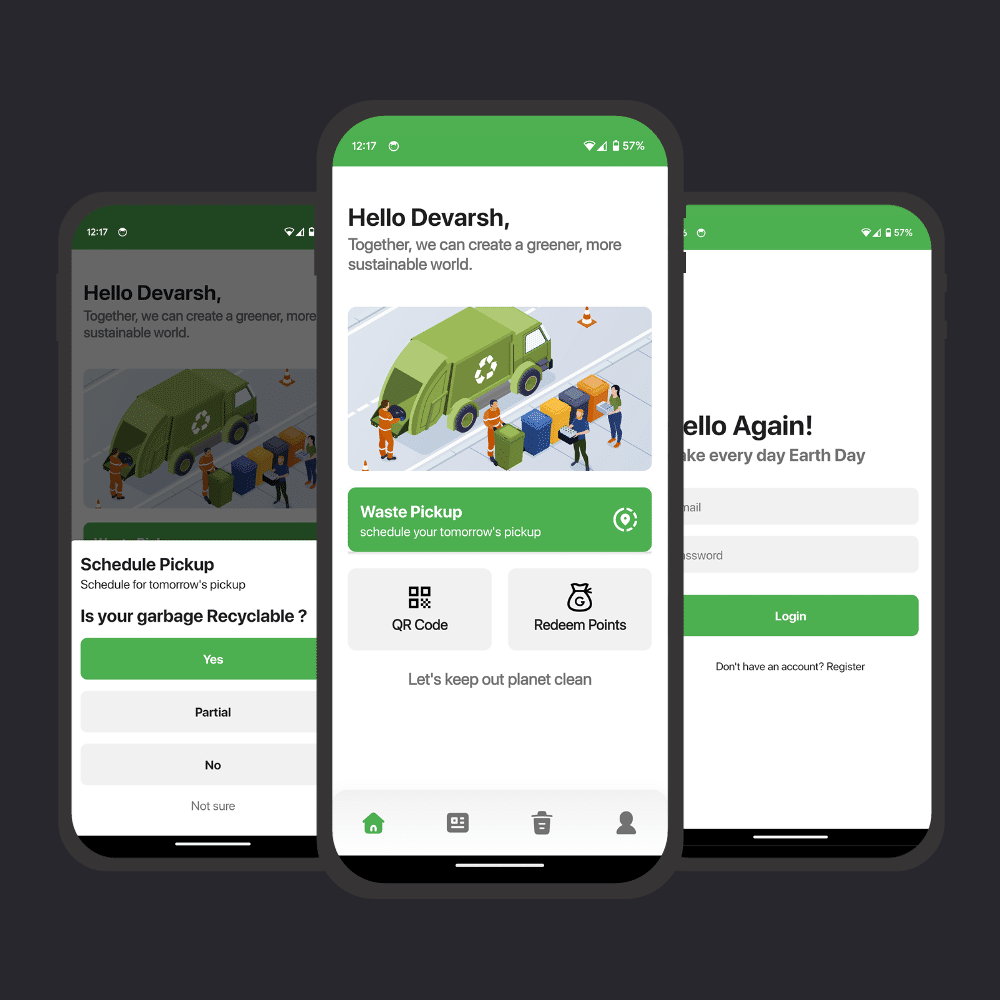 12:17
Hello Devarsh,
Together, we can create a greener, more
sustainable world.
Schedule Pickup
Schedule for tomorrow's pickup
Is your garbage Recyclable ?
Yes
Partial
No
Not sure
12:17
57%
Hello Devarsh,
Together, we can create a greener, more
sustainable world.
Waste Pickup
schedule your tomorrow's pickup
QR Code
G
Redeem Points
Let's keep out planet clean
57%
ello Again!
ke every day Earth Day
nail
ssword
Login
Don't have an account? Register